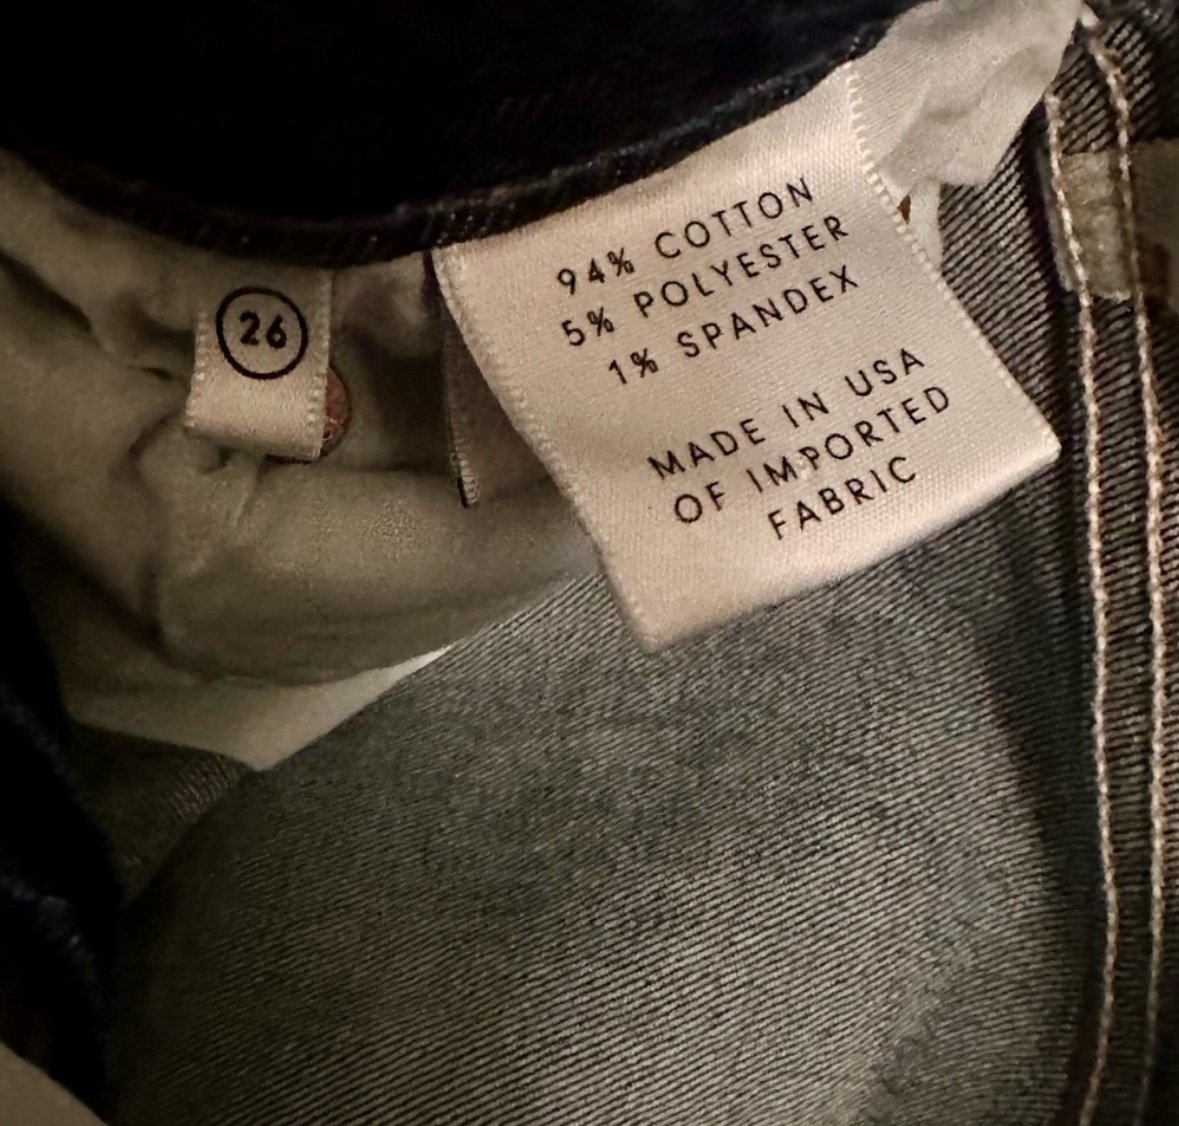 26
94% COTTON
5% POLYESTER
1% SPANDEX
MADE IN USA
OF IMPORTED
FABRIC